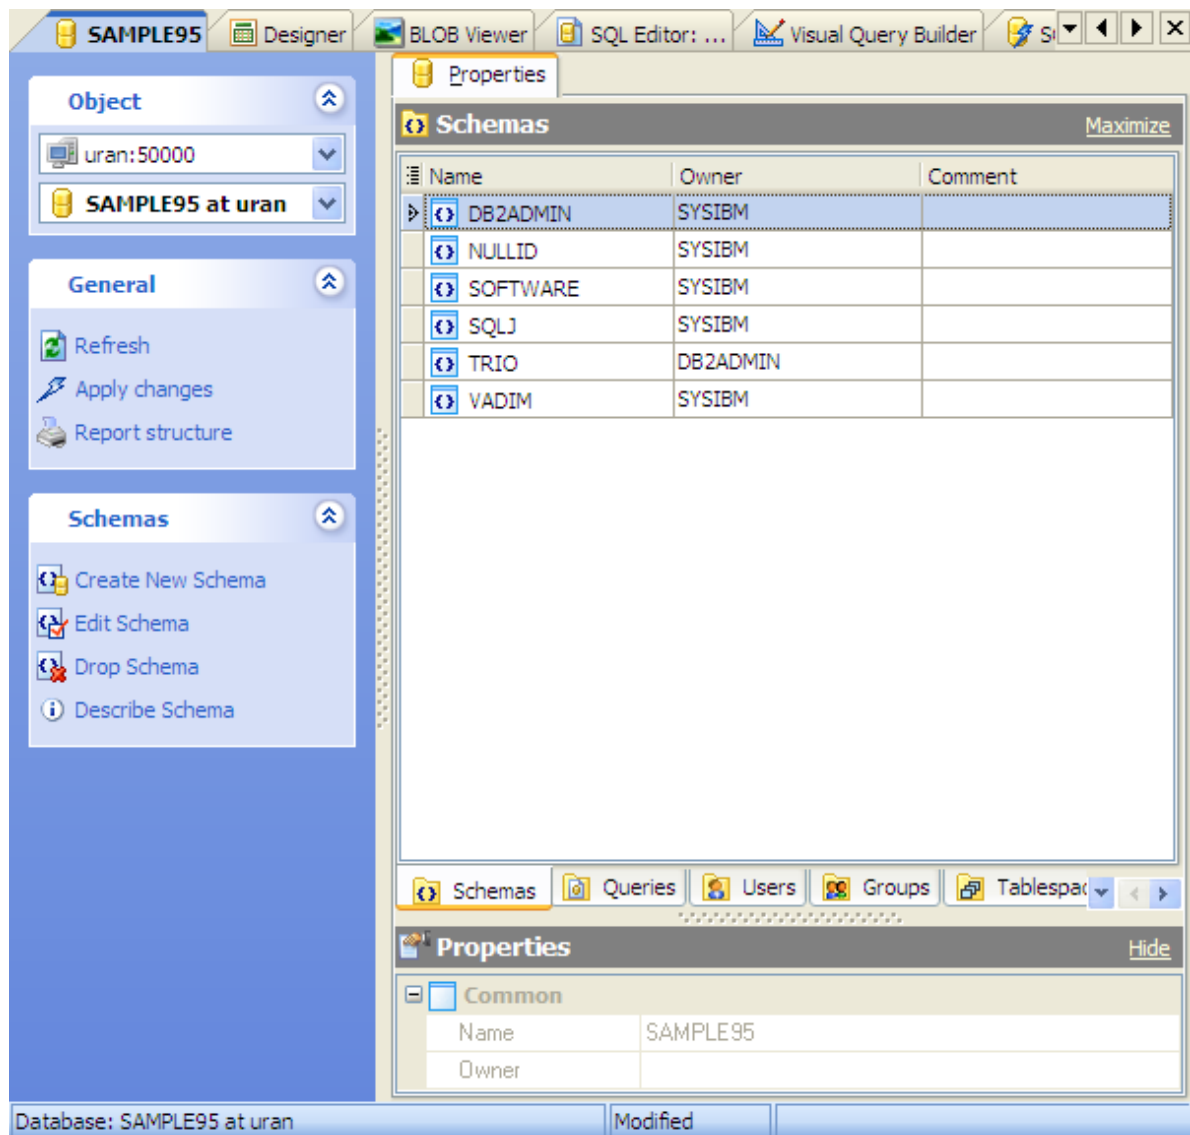 SAMPLE95 Designer BLOB Viewer SQL Editor: ... Visual Query Builder
Object
uran:50000
SAMPLE95 at uran
General
Refresh
Apply changes
Report structure
Schemas
Create New Schema
Edit Schema
Drop Schema
Describe Schema
Properties
Schemas Maximize
Name Owner Comment
DB2ADMIN SYSIBM
NULLID SYSIBM
SOFTWARE SYSIBM
SQLJ SYSIBM
TRIO DB2ADMIN
VADIM SYSIBM
Schemas Queries Users Groups Tablespac
Properties Hide
Common
Name SAMPLE95
Owner
Database: SAMPLE95 at uran Modified